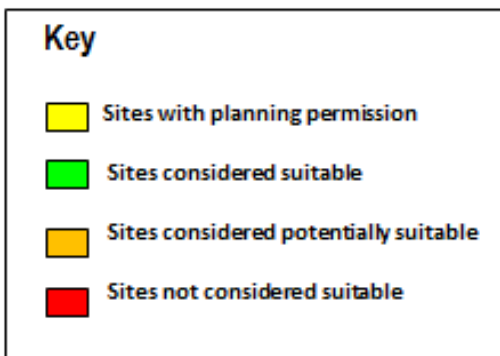 Key
Sites with planning permission
Sites considered suitable
Sites considered potentially suitable
Sites not considered suitable